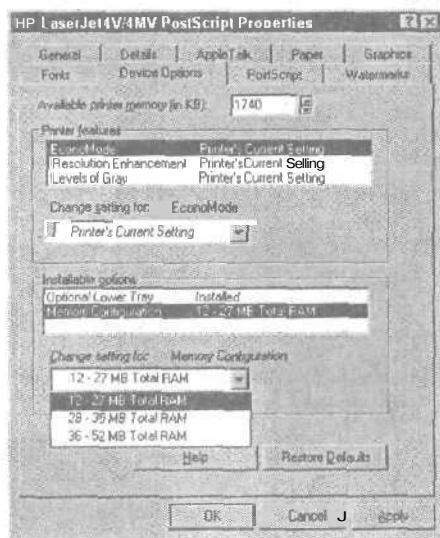 HP LaserJet4V/4MV PostScript Properties
General Details AppleTalk Paper Graphics
Fonts Device Options PostScript Watermarks
Available printer memory (in KB): 1740
Printer features
EconoMode Printer's Current Setting
Resolution Enhancement Printer'sCurrent Selling
Levels of Gray Printer's Current Setting
Change setting for: EconoMode
Printer's Current Setting
Installable options
Optional Lower Tray Installed
Memory Configuration 12 - 27 MB Total RAM
Change setting for: Memory Configuration
12 - 27 MB Total RAM
12 - 27 MB Total RAM
28 - 35 MB Total RAM
36 - 52 MB Total RAM
Help Restore Defaults
OK Cancel J Apply